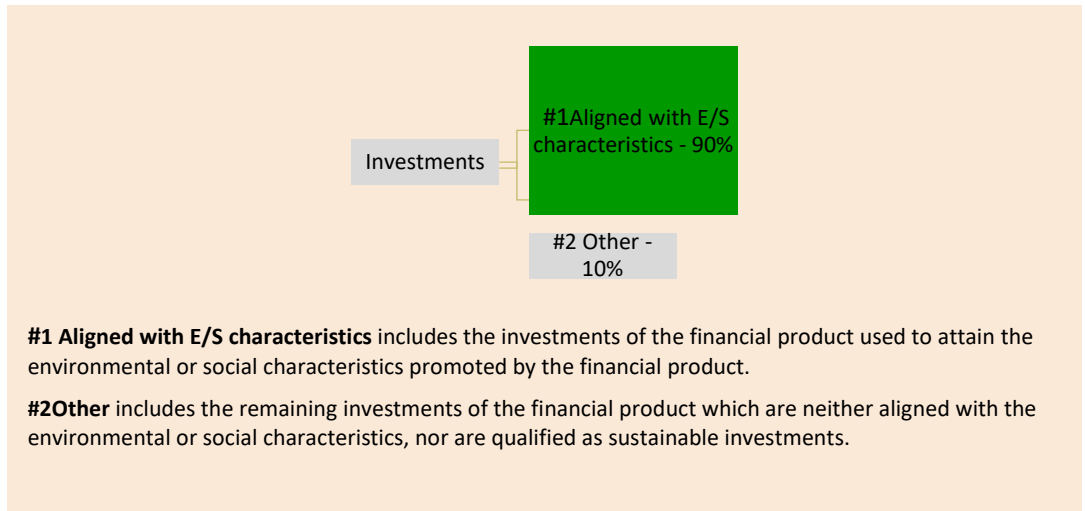 #1Aligned with E/S
characteristics - 90%
Investments
#2 Other -
10%
#1 Aligned with E/S characteristics includes the investments of the financial product used to attain the
environmental or social characteristics promoted by the financial product.
#2Other includes the remaining investments of the financial product which are neither aligned with the
environmental or social characteristics, nor are qualified as sustainable investments.